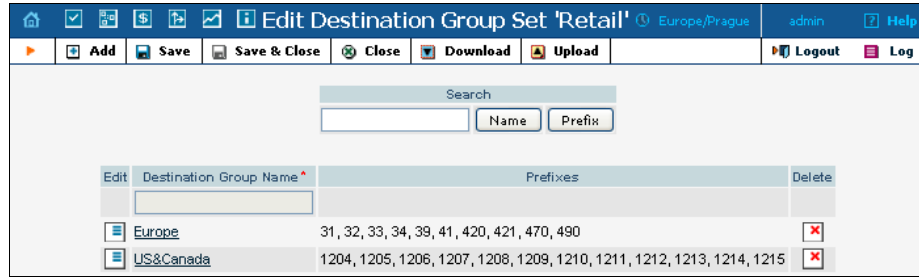 Edit Destination Group Set 'Retail' Europe/Prague admin Help
Add Save Save & Close Close Download Upload Logout Log
Search
Name Prefix
Edit Destination Group Name* Prefixes Delete
Europe 31, 32, 33, 34, 39, 41, 420, 421, 470, 490
US&Canada 1204, 1205, 1206, 1207, 1208, 1209, 1210, 1211, 1212, 1213, 1214, 1215